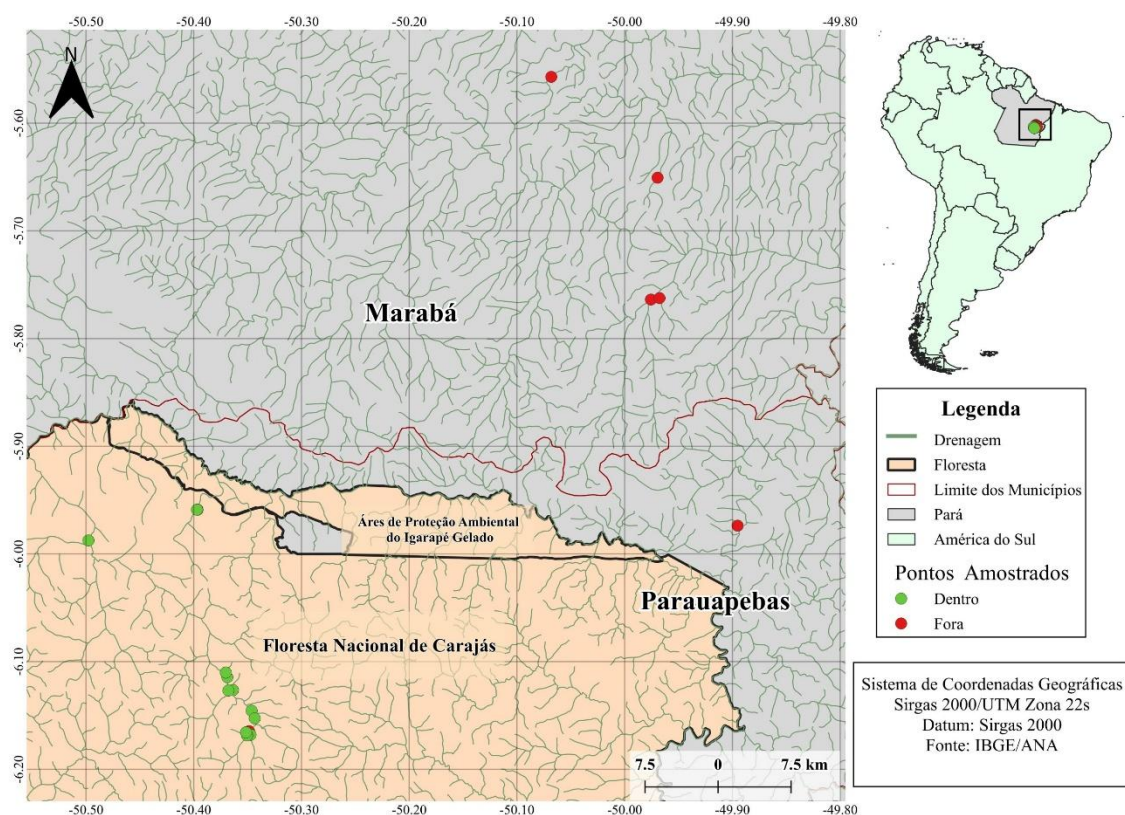 -50.50 -50.40 -50.30 -50.20 -50.10 -50.00 -49.90 -49.80
N
-5.60
-5.70
-5.80
-5.90
-6.00
-6.10
-6.20
Marabá
Áres de Proteção Ambiental
do Igarapé Gelado
Parauapebas
Floresta Nacional de Carajás
7.5 0 7.5 km
-50.50 -50.40 -50.30 -50.20 -50.10 -50.00 -49.90 -49.80
Legenda
Drenagem
Floresta
Limite dos Municípios
Pará
América do Sul
Pontos Amostrados
Dentro
Fora
Sistema de Coordenadas Geográficas
Sirgas 2000/UTM Zona 22s
Datum: Sirgas 2000
Fonte: IBGE/ANA